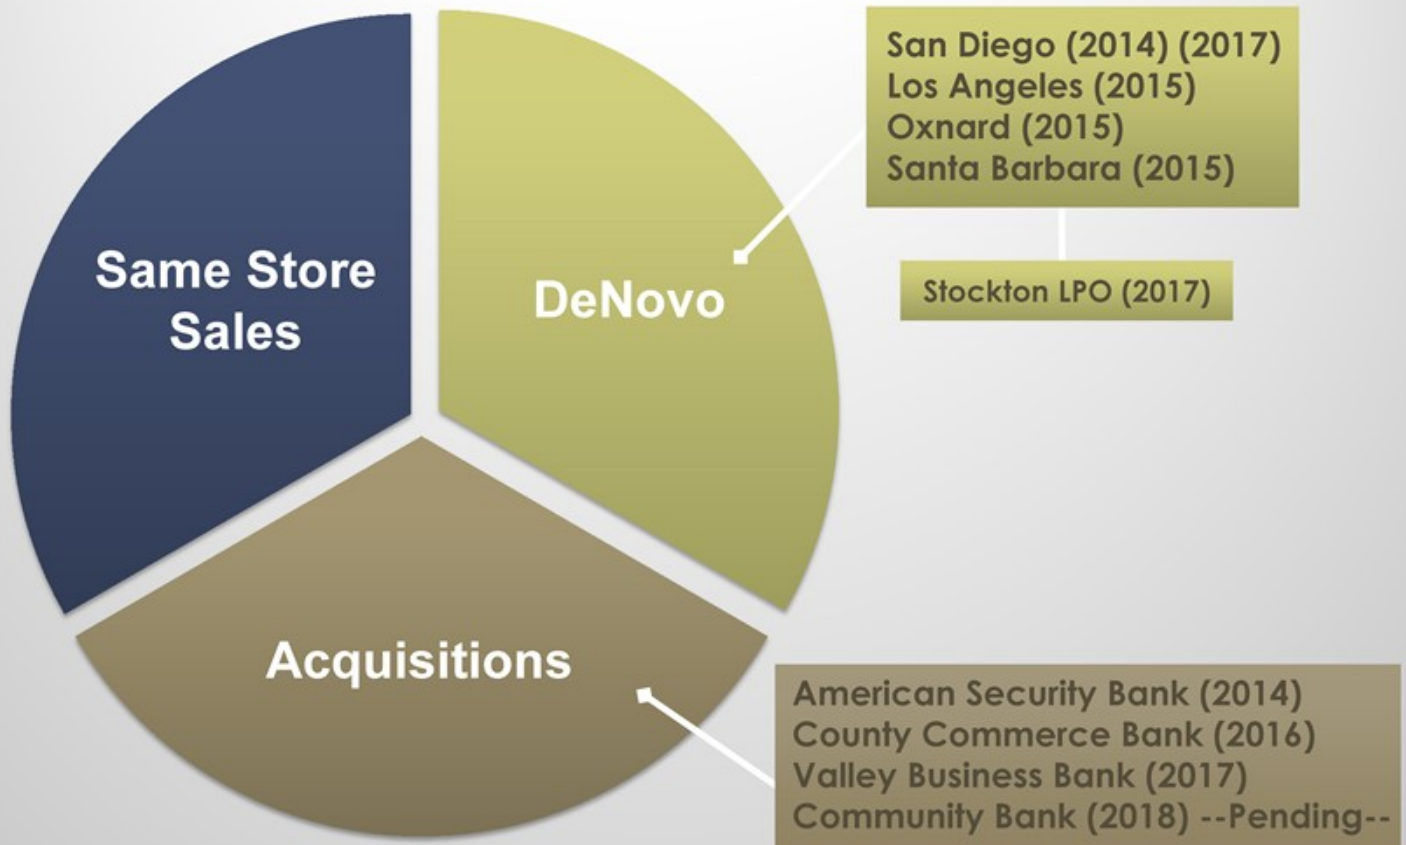 Same Store
Sales
DeNovo
San Diego (2014) (2017)
Los Angeles (2015)
Oxnard (2015)
Santa Barbara (2015)
Stockton LPO (2017)
Acquisitions
American Security Bank (2014)
County Commerce Bank (2016)
Valley Business Bank (2017)
Community Bank (2018) --Pending--